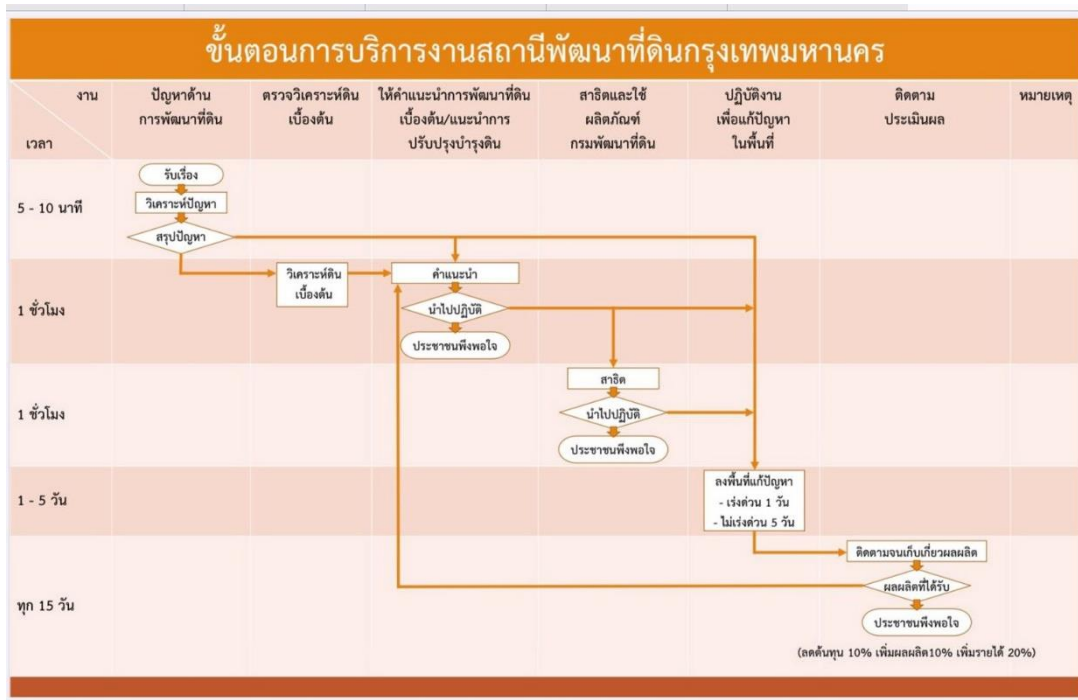 ขั้นตอนการบริการงานสถานีพัฒนาที่ดินกรุงเทพมหานคร
งาน
เวลา
ปัญหาด้าน
การพัฒนาที่ดิน
ตรวจวิเคราะห์ดิน
เบื้องต้น
ให้คำแนะนำการพัฒนาที่ดิน
เบื้องต้น/แนะนำการ
ปรับปรุงบำรุงดิน
สาธิตและใช้
ผลิตภัณฑ์
กรมพัฒนาที่ดิน
ปฏิบัติงาน
เพื่อแก้ปัญหา
ในพื้นที่
ติดตาม
ประเมินผล
หมายเหตุ
5 - 10 นาที
รับเรื่อง
วิเคราะห์ปัญหา
สรุปปัญหา
1 ชั่วโมง
วิเคราะห์ดิน
เบื้องต้น
คำแนะนำ
นำไปปฏิบัติ
ประชาชนพึงพอใจ
1 ชั่วโมง
สาธิต
นำไปปฏิบัติ
ประชาชนพึงพอใจ
1 - 5 วัน
ลงพื้นที่แก้ปัญหา
- เร่งด่วน 1 วัน
- ไม่เร่งด่วน 5 วัน
ทุก 15 วัน
ติดตามจนเก็บเกี่ยวผลผลิต
ผลผลิตที่ได้รับ
ประชาชนพึงพอใจ
(ลดต้นทุน 10% เพิ่มผลผลิต10% เพิ่มรายได้ 20%)